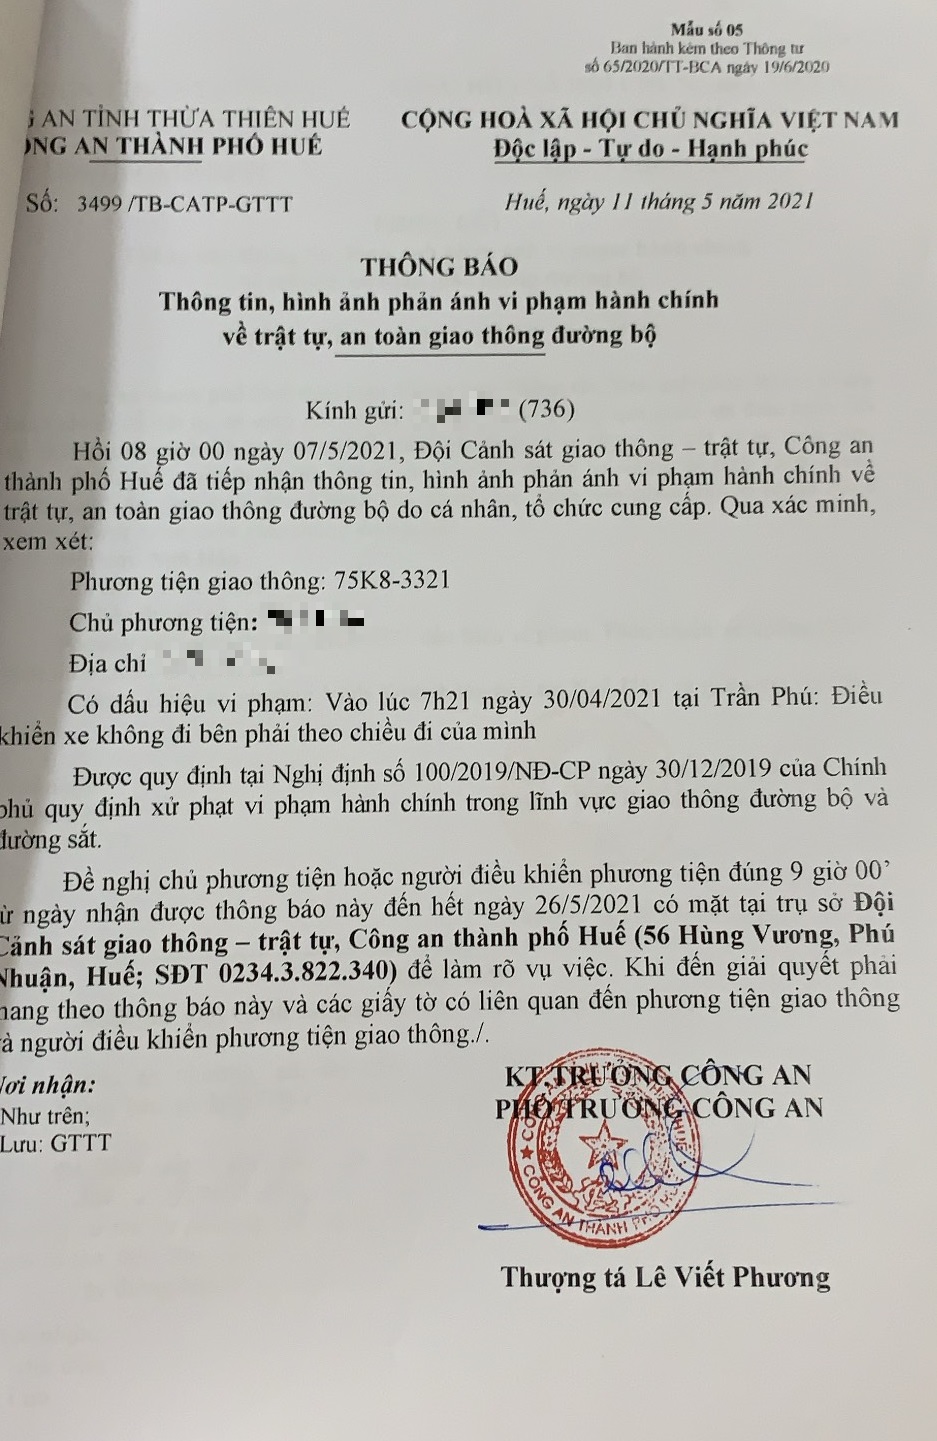 Mẫu số 05
Ban hành kèm theo Thông tư
số 65/2020/TT-BCA ngày 19/6/2020
AN TỈNH THỪA THIÊN HUẾ
CỘNG HOÀ XÃ HỘI CHỦ NGHĨA VIỆT NAM
ÔNG AN THÀNH PHỐ HUẾ
Độc lập - Tự do - Hạnh phúc
Số: 3499 /TB-CATP-GTTT
Huế, ngày 11 tháng 5 năm 2021
THÔNG BÁO
Thông tin, hình ảnh phản ánh vi phạm hành chính
về trật tự, an toàn giao thông đường bộ
Kính gửi: (736)
Hồi 08 giờ 00 ngày 07/5/2021, Đội Cảnh sát giao thông – trật tự, Công an
thành phố Huế đã tiếp nhận thông tin, hình ảnh phản ánh vi phạm hành chính về
trật tự, an toàn giao thông đường bộ do cá nhân, tổ chức cung cấp. Qua xác minh,
xem xét:
Phương tiện giao thông: 75K8-3321
Chủ phương tiện:
Địa chỉ
Có dấu hiệu vi phạm: Vào lúc 7h21 ngày 30/04/2021 tại Trần Phú: Điều
khiển xe không đi bên phải theo chiều đi của mình
Được quy định tại Nghị định số 100/2019/NĐ-CP ngày 30/12/2019 của Chính
phủ quy định xử phạt vi phạm hành chính trong lĩnh vực giao thông đường bộ và
đường sắt.
Đề nghị chủ phương tiện hoặc người điều khiển phương tiện đúng 9 giờ 00’
ừ ngày nhận được thông báo này đến hết ngày 26/5/2021 có mặt tại trụ sở Đội
Cảnh sát giao thông – trật tự, Công an thành phố Huế (56 Hùng Vương, Phú
Nhuận, Huế; SĐT 0234.3.822.340) để làm rõ vụ việc. Khi đến giải quyết phải
nang theo thông báo này và các giấy tờ có liên quan đến phương tiện giao thông
à người điều khiển phương tiện giao thông./.
Nơi nhận:
Như trên;
Lưu: GTTT
KT.TRƯỞNG CÔNG AN
PHÓ TRƯỞNG CÔNG AN
CÔNG AN THÀNH PHỐ HUẾ
Thượng tá Lê Viết Phương